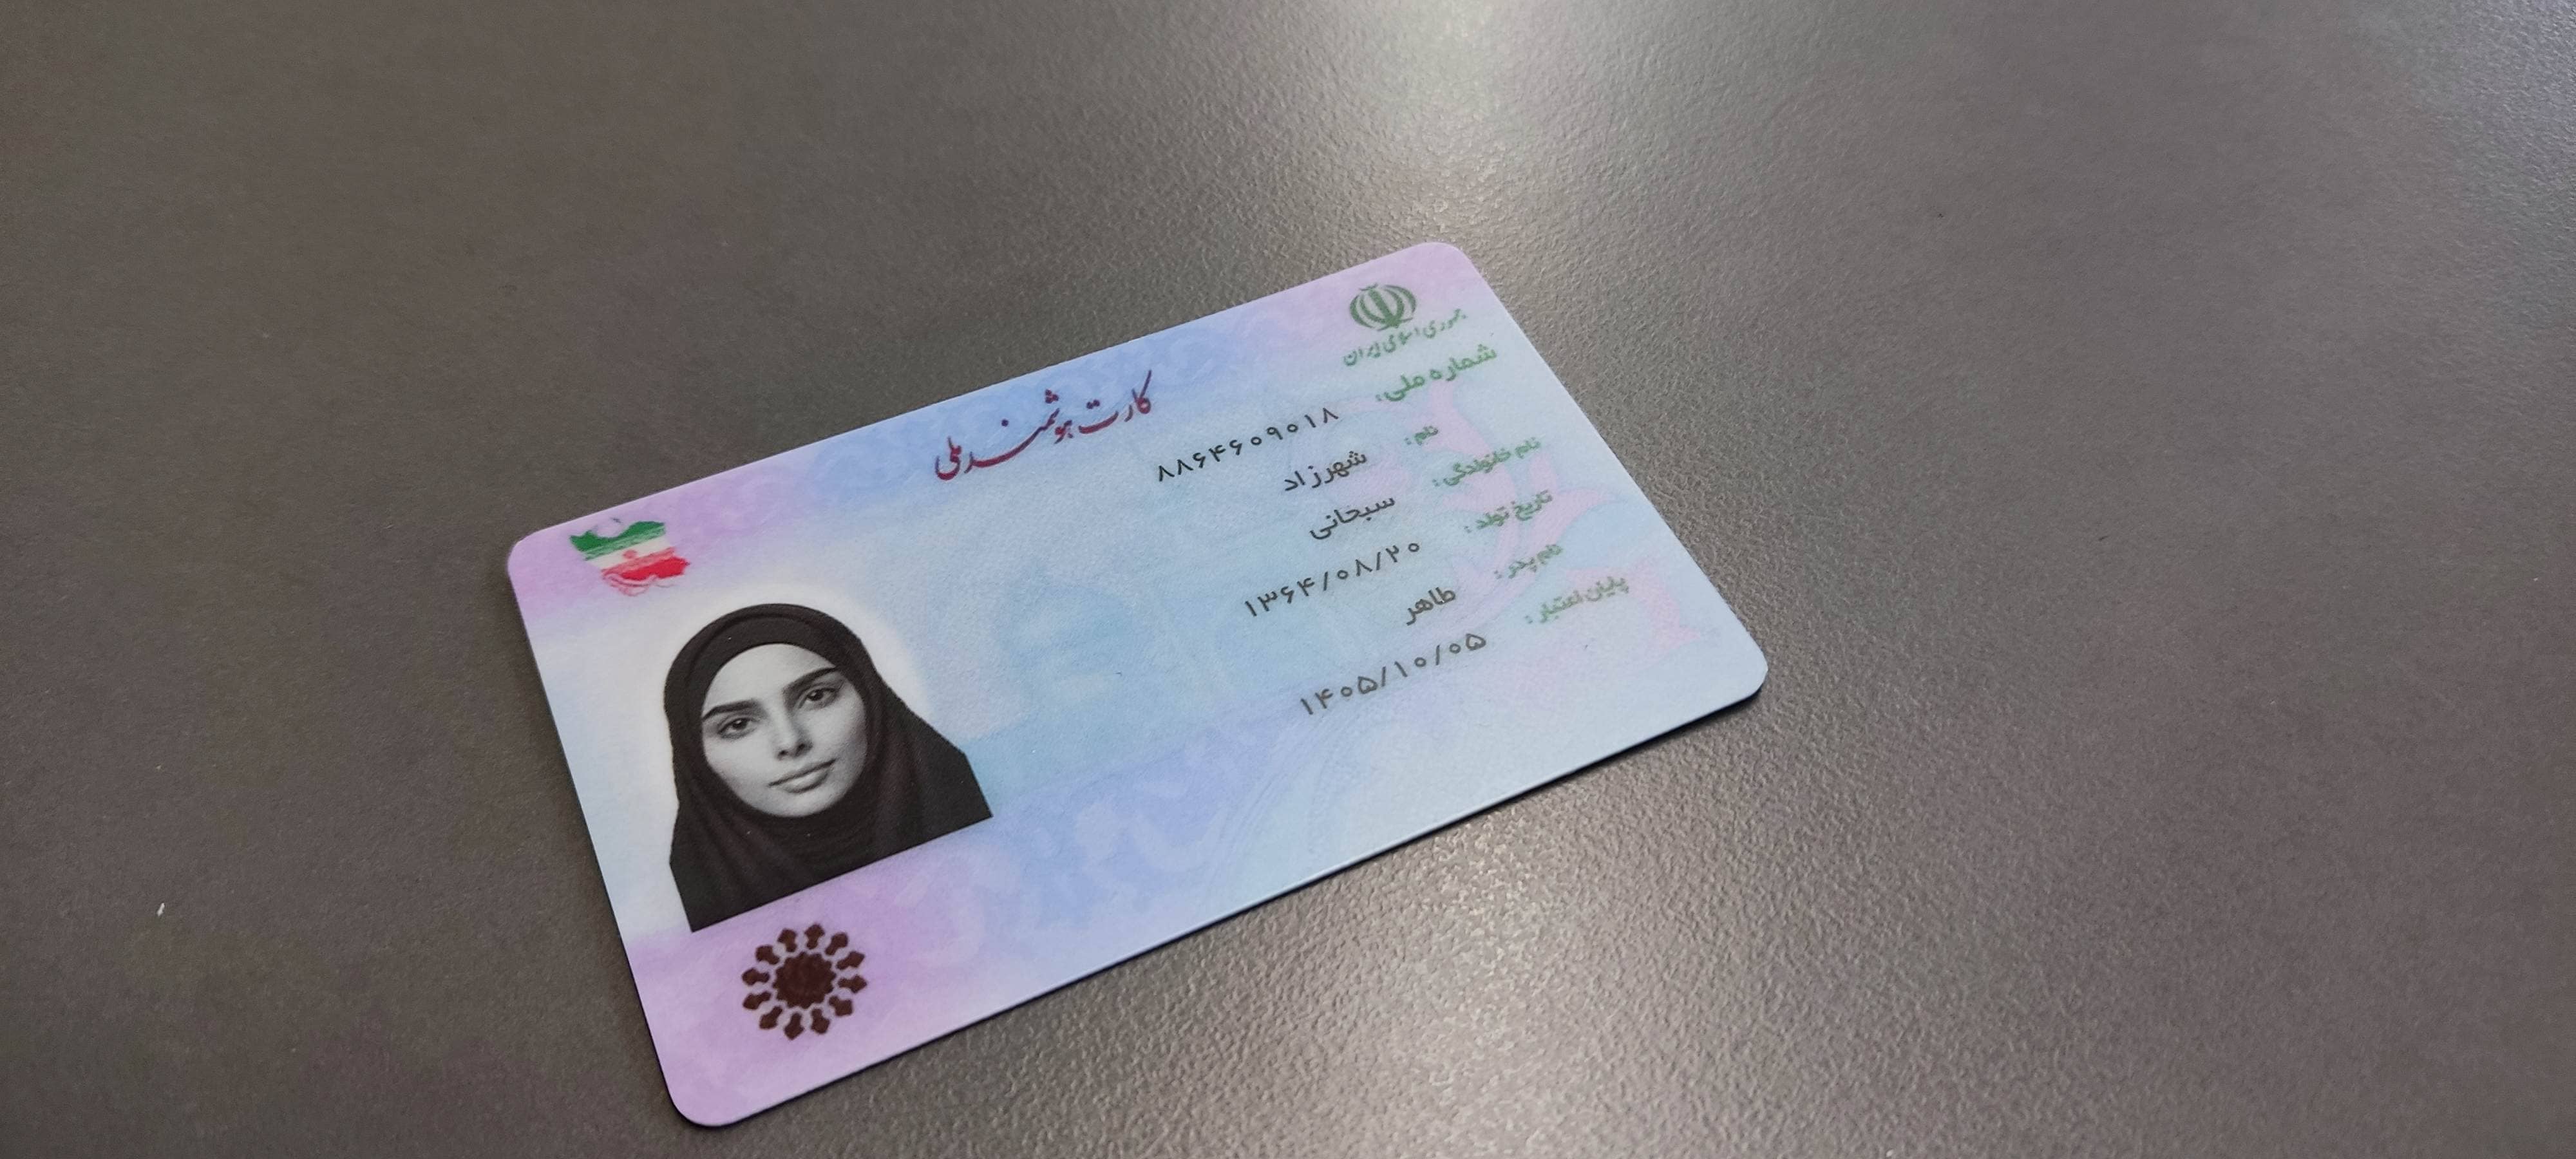 جمهوری اسلامی ایران
کارت هوشمند ملی
شماره ملی: ۸۸۶۴۶۰۹۰۱۸
نام: شهرزاد
نام خانوادگی: سبحانی
تاریخ تولد: ۱۳۶۴/۰۸/۲۰
نام پدر: طاهر
پایان اعتبار: ۱۴۰۵/۱۰/۰۵